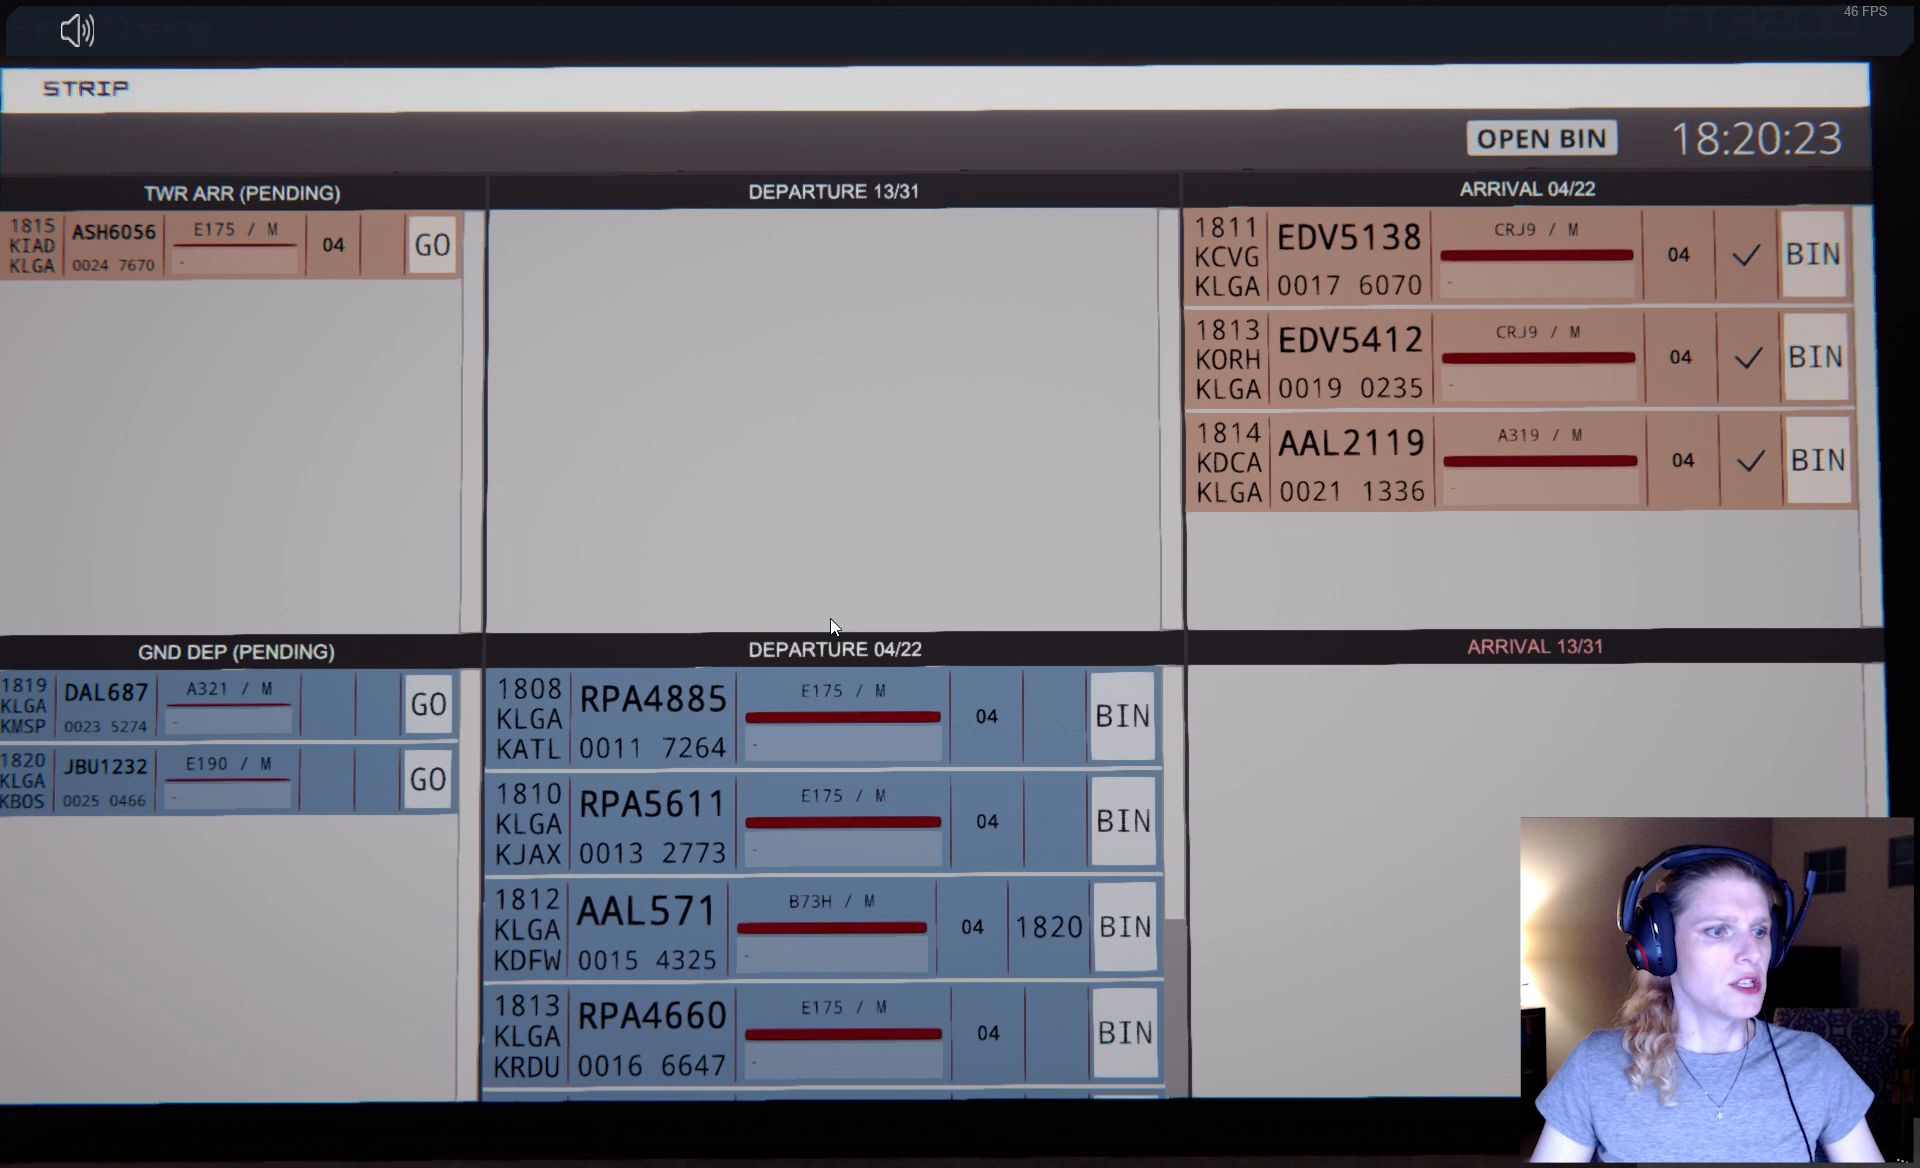 46 FPS
STRIP
OPEN BIN 18:20:23
TWR ARR (PENDING)
1815 ASH6056 E175 / M 04 GO
KIAD
KLGA 0024 7670 -
DEPARTURE 13/31
ARRIVAL 04/22
1811 EDV5138 CRJ9 / M 04 ✓ BIN
KCVG
KLGA 0017 6070 -
1813 EDV5412 CRJ9 / M 04 ✓ BIN
KORH
KLGA 0019 0235 -
1814 AAL2119 A319 / M 04 ✓ BIN
KDCA
KLGA 0021 1336 -
GND DEP (PENDING)
1819 DAL687 A321 / M GO
KLGA
KMSP 0023 5274 -
1820 JBU1232 E190 / M GO
KLGA
KBOS 0025 0466 -
DEPARTURE 04/22
1808 RPA4885 E175 / M 04 BIN
KLGA
KATL 0011 7264 -
1810 RPA5611 E175 / M 04 BIN
KLGA
KJAX 0013 2773 -
1812 AAL571 B73H / M 04 1820 BIN
KLGA
KDFW 0015 4325 -
1813 RPA4660 E175 / M 04 BIN
KLGA
KRDU 0016 6647 -
ARRIVAL 13/31